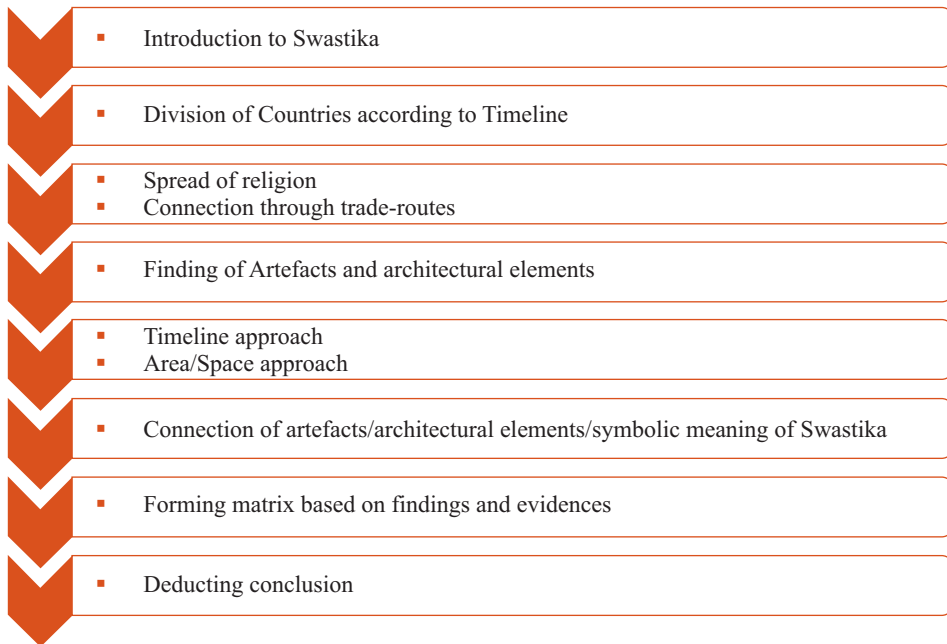 Introduction to Swastika
Division of Countries according to Timeline
Spread of religion
Connection through trade-routes
Finding of Artefacts and architectural elements
Timeline approach
Area/Space approach
Connection of artefacts/architectural elements/symbolic meaning of Swastika
Forming matrix based on findings and evidences
Deducting conclusion